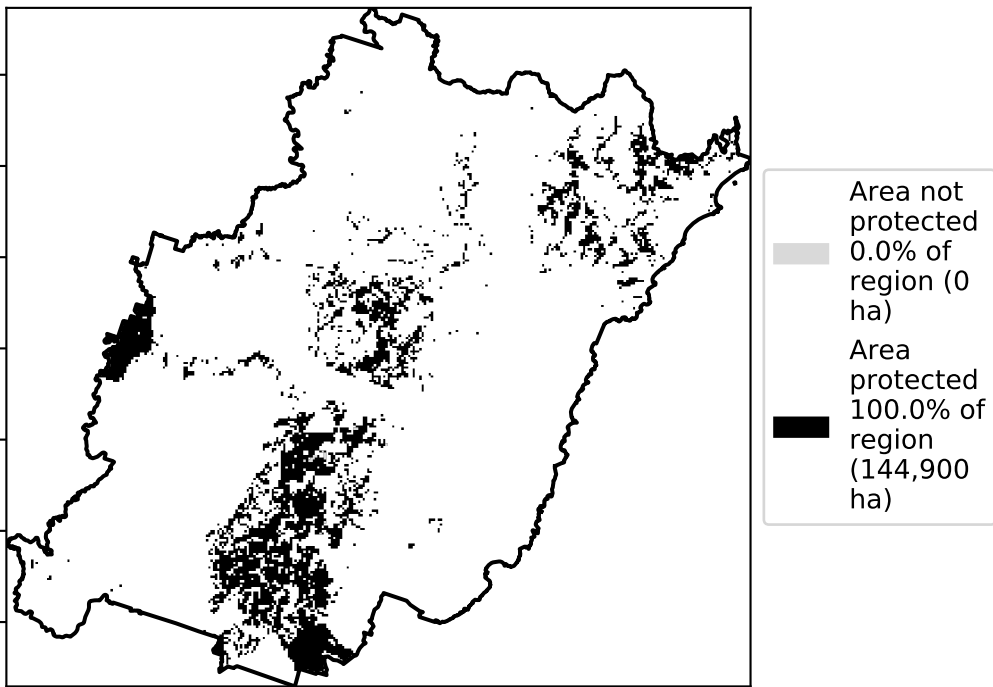 Area not
protected
0.0% of
region (0
ha)
Area
protected
100.0% of
region
(144,900
ha)